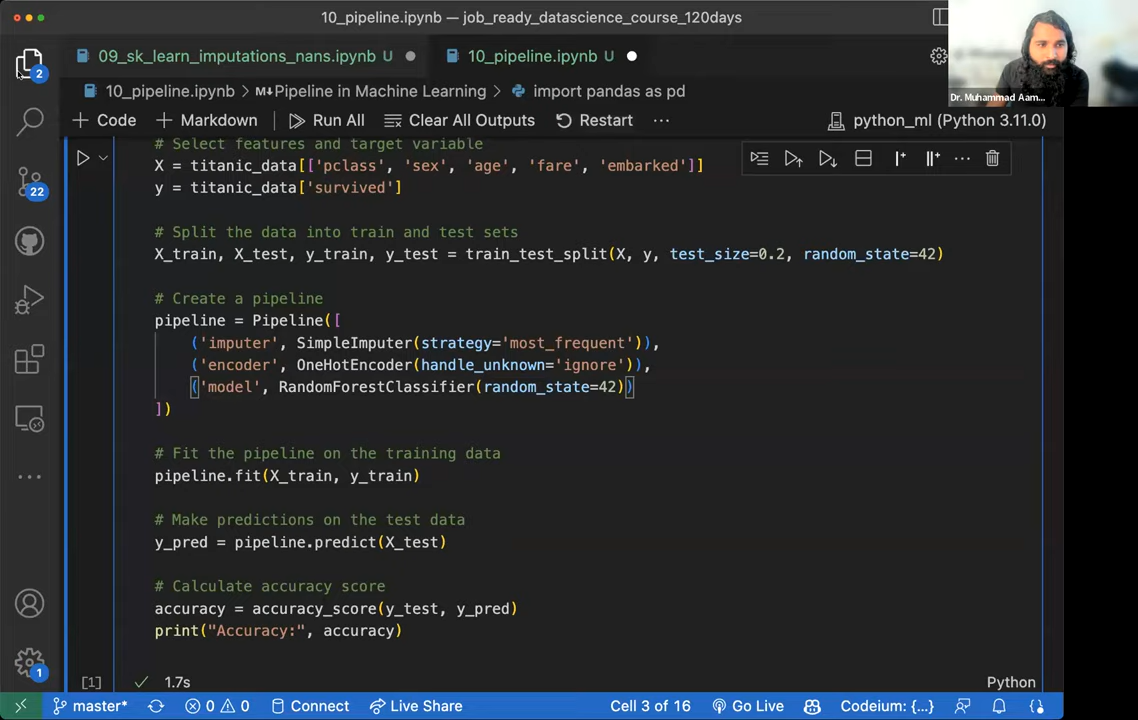 10_pipeline.ipynb — job_ready_datascience_course_120days
09_sk_learn_imputations_nans.ipynb U
10_pipeline.ipynb U
10_pipeline.ipynb > M↓Pipeline in Machine Learning > import pandas as pd
+ Code + Markdown Run All Clear All Outputs Restart ··· python_ml (Python 3.11.0)
Dr. Muhammad Aam...
2
22
1
# Select features and target variable
X = titanic_data[['pclass', 'sex', 'age', 'fare', 'embarked']]
y = titanic_data['survived']
# Split the data into train and test sets
X_train, X_test, y_train, y_test = train_test_split(X, y, test_size=0.2, random_state=42)
# Create a pipeline
pipeline = Pipeline([
('imputer', SimpleImputer(strategy='most_frequent')),
('encoder', OneHotEncoder(handle_unknown='ignore')),
('model', RandomForestClassifier(random_state=42))
])
# Fit the pipeline on the training data
pipeline.fit(X_train, y_train)
# Make predictions on the test data
y_pred = pipeline.predict(X_test)
# Calculate accuracy score
accuracy = accuracy_score(y_test, y_pred)
print("Accuracy:", accuracy)
[1] ✓ 1.7s Python
master* 0 0 Connect Live Share Cell 3 of 16 Go Live Codeium: {...}